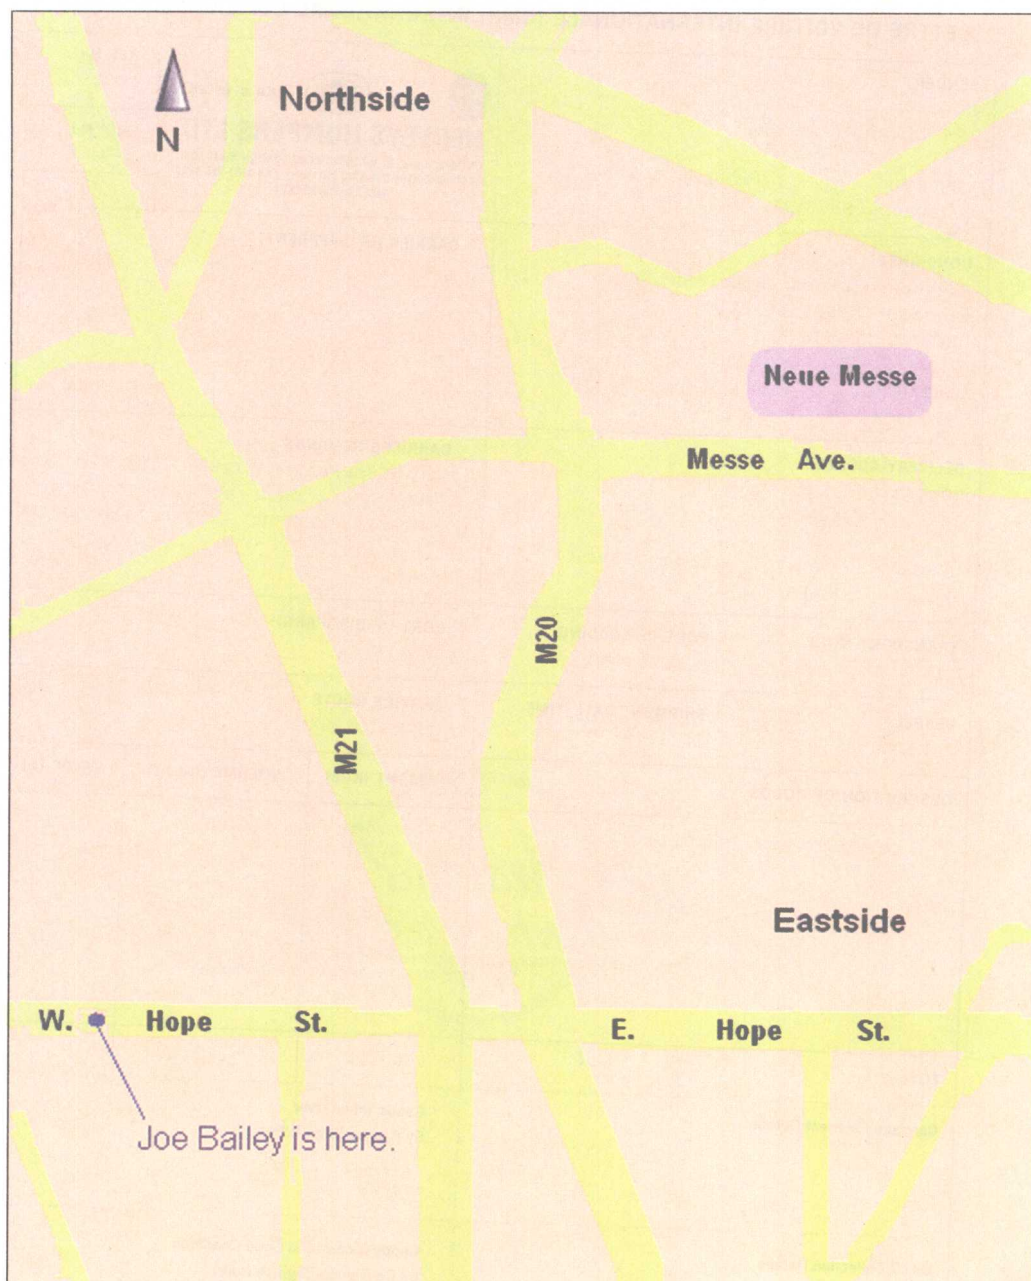 Northside
N
Neue Messe
Messe Ave.
M20
M21
Eastside
W. Hope St. E. Hope St.
Joe Bailey is here.